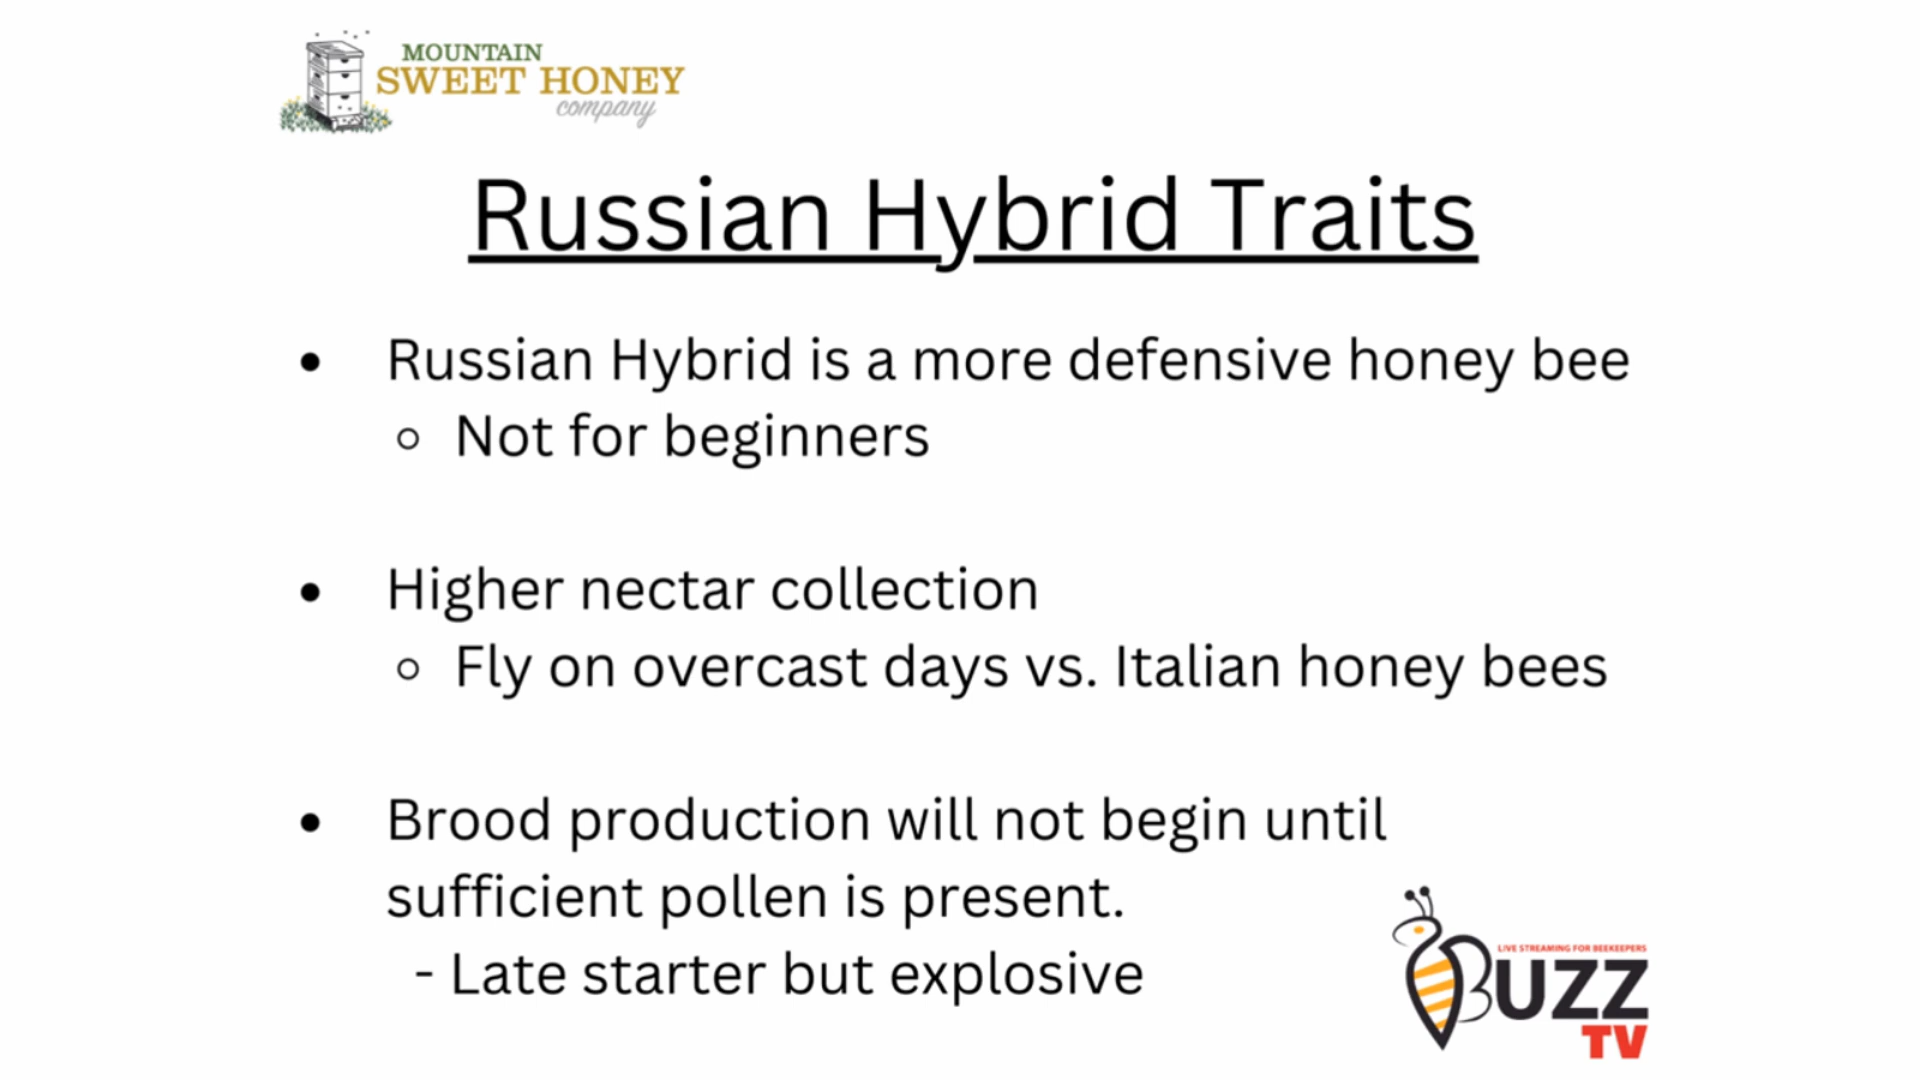 MOUNTAIN
SWEET HONEY
company
Russian Hybrid Traits
• Russian Hybrid is a more defensive honey bee
○ Not for beginners
• Higher nectar collection
○ Fly on overcast days vs. Italian honey bees
• Brood production will not begin until
sufficient pollen is present.
- Late starter but explosive
LIVE STREAMING FOR BEEKEEPERS
BUZZ
TV